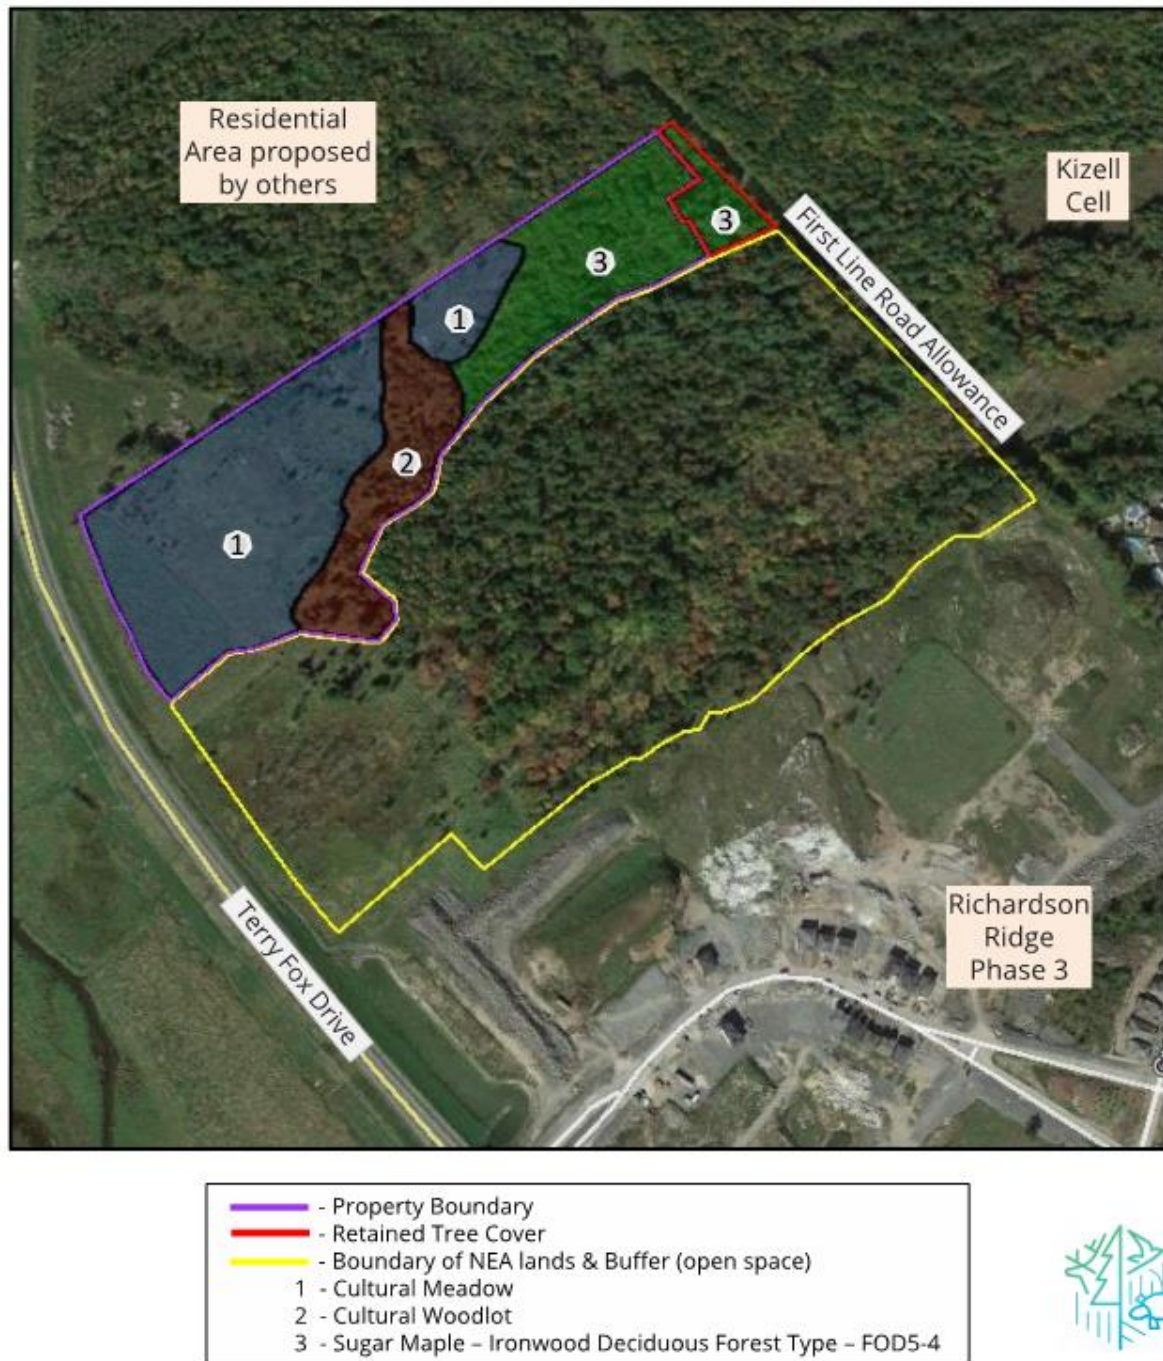 Residential
Area proposed
by others
Kizell
Cell
First Line Road Allowance
3
3
1
2
1
Richardson
Ridge
Phase 3
Terry Fox Drive
- Property Boundary
- Retained Tree Cover
- Boundary of NEA lands & Buffer (open space)
1 - Cultural Meadow
2 - Cultural Woodlot
3 - Sugar Maple – Ironwood Deciduous Forest Type – FOD5-4